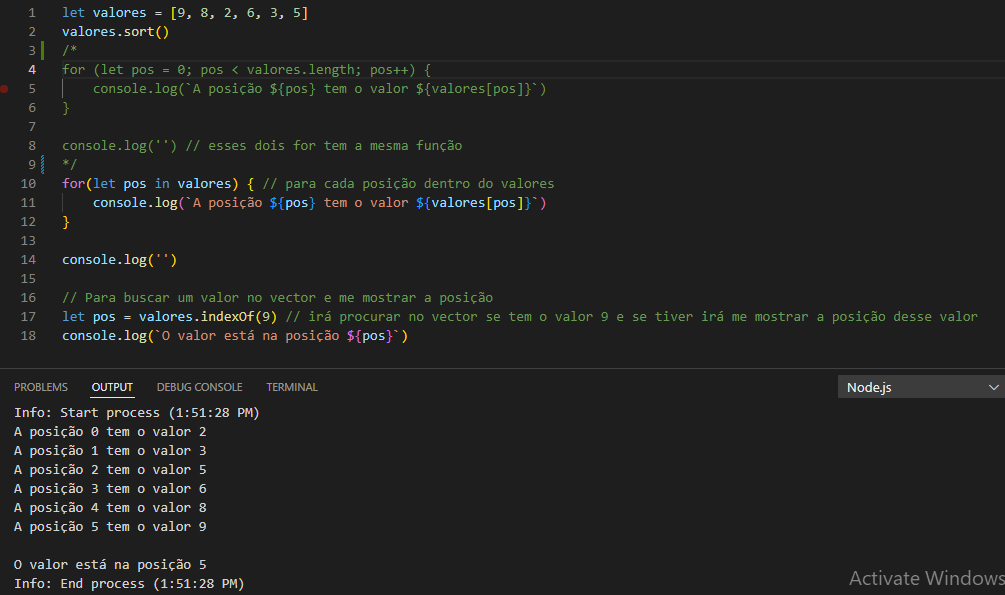 1 let valores = [9, 8, 2, 6, 3, 5]
2 valores.sort()
3 /*
4 for (let pos = 0; pos < valores.length; pos++) {
5     console.log(`A posição ${pos} tem o valor ${valores[pos]}`)
6 }
7
8 console.log('') // esses dois for tem a mesma função
9 */
10 for(let pos in valores) { // para cada posição dentro do valores
11     console.log(`A posição ${pos} tem o valor ${valores[pos]}`)
12 }
13
14 console.log('')
15
16 // Para buscar um valor no vector e me mostrar a posição
17 let pos = valores.indexOf(9) // irá procurar no vector se tem o valor 9 e se tiver irá me mostrar a posição desse valor
18 console.log(`O valor está na posição ${pos}`)
PROBLEMS OUTPUT DEBUG CONSOLE TERMINAL Node.js
Info: Start process (1:51:28 PM)
A posição 0 tem o valor 2
A posição 1 tem o valor 3
A posição 2 tem o valor 5
A posição 3 tem o valor 6
A posição 4 tem o valor 8
A posição 5 tem o valor 9

O valor está na posição 5
Info: End process (1:51:28 PM)
Activate Windows